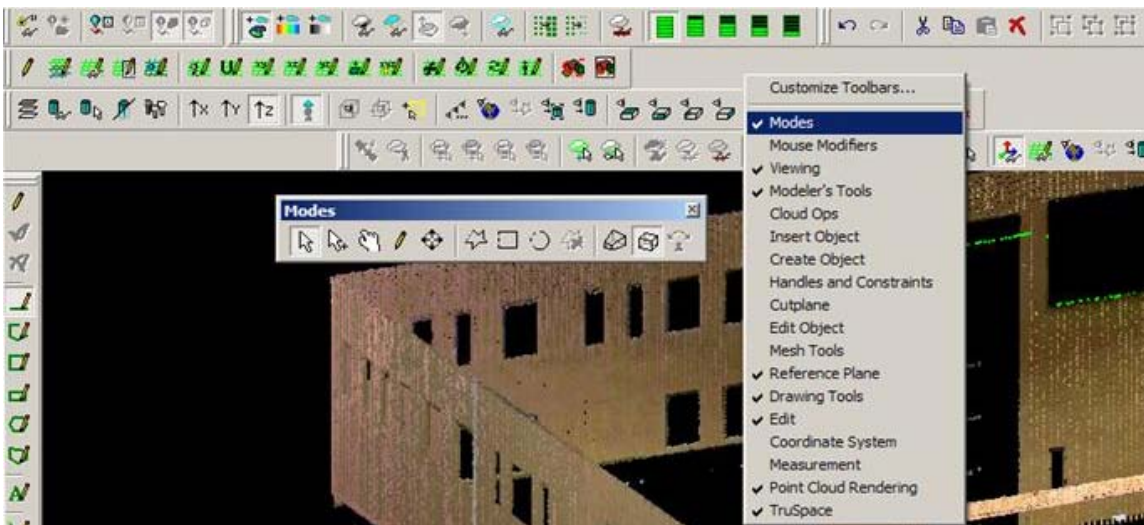 ↑X ↑Y ↑Z
Customize Toolbars...
Modes
Mouse Modifiers
Viewing
Modeler's Tools
Cloud Ops
Insert Object
Create Object
Handles and Constraints
Cutplane
Edit Object
Mesh Tools
Reference Plane
Drawing Tools
Edit
Coordinate System
Measurement
Point Cloud Rendering
TruSpace
Modes